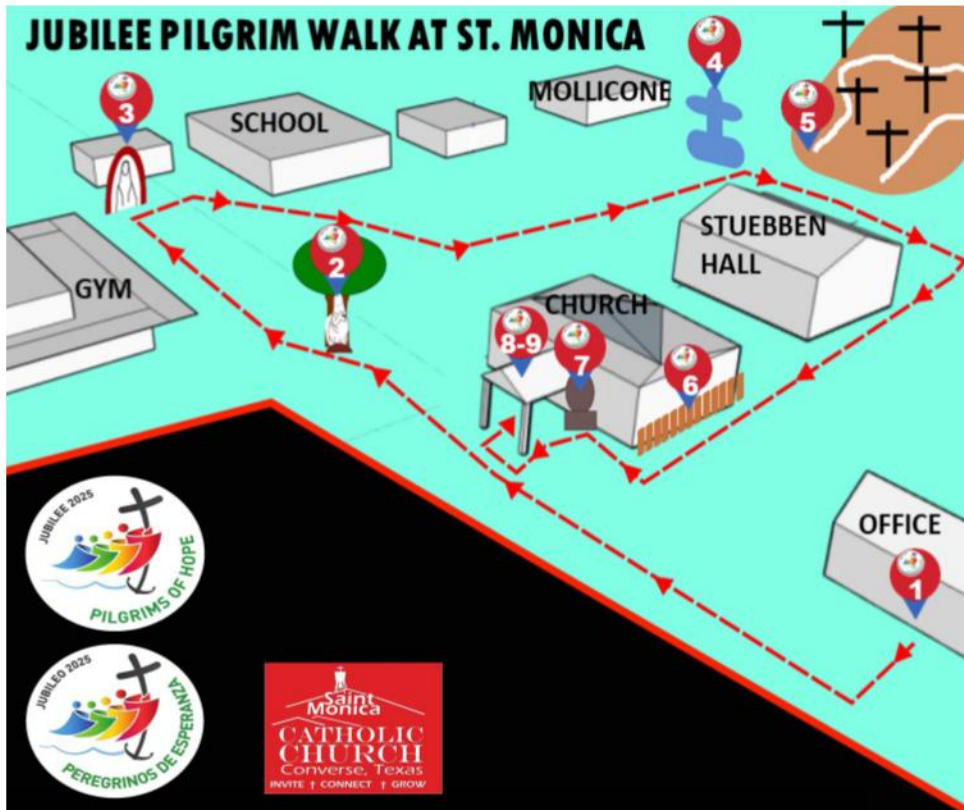 JUBILEE PILGRIM WALK AT ST. MONICA
MOLLICONE
4
3
SCHOOL
5
STUEBBEN
HALL
2
GYM
CHURCH
8-9
7
6
OFFICE
1
JUBILEE 2025
PILGRIMS OF HOPE
JUBILEO 2025
PEREGRINOS DE ESPERANZA
Saint
Monica
CATHOLIC
CHURCH
Converse, Texas
INVITE † CONNECT † GROW